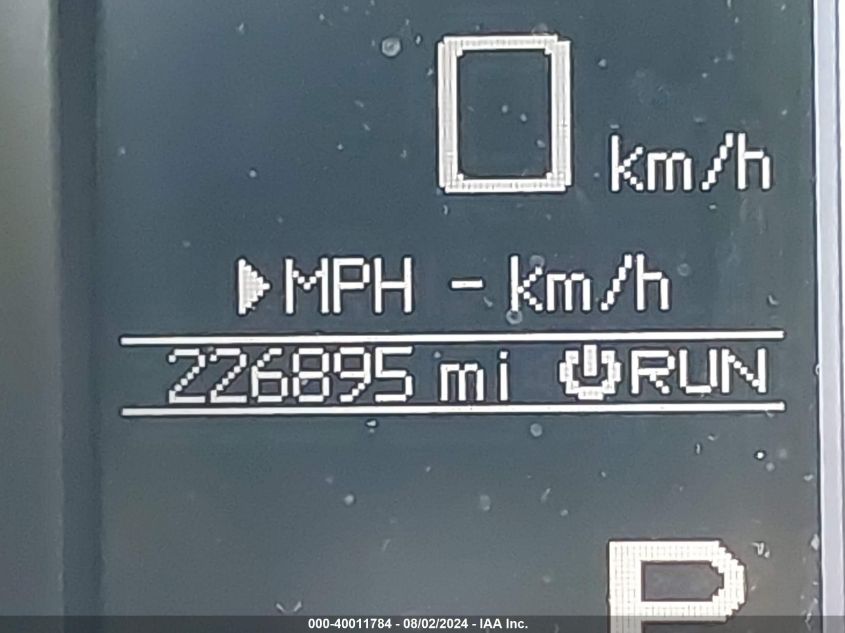 0 km/h
MPH - km/h
226895 mi RUN
P
000-40011784 - 08/02/2024 - IAA Inc.